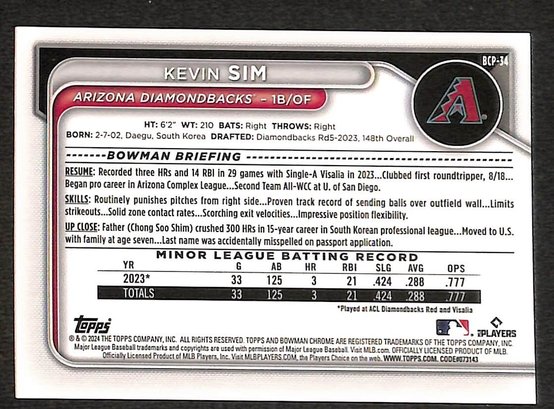 BCP-34
KEVIN SIM
ARIZONA DIAMONDBACKS® – 1B/OF
HT: 6'2" WT: 210 BATS: Right THROWS: Right
BORN: 2-7-02, Daegu, South Korea DRAFTED: Diamondbacks Rd5-2023, 148th Overall
BOWMAN BRIEFING
RESUME: Recorded three HRs and 14 RBI in 29 games with Single-A Visalia in 2023...Clubbed first roundtripper, 8/18...
Began pro career in Arizona Complex League...Second Team All-WCC at U. of San Diego.
SKILLS: Routinely punishes pitches from right side...Proven track record of sending balls over outfield wall...Limits
strikeouts...Solid zone contact rates...Scorching exit velocities...Impressive position flexibility.
UP CLOSE: Father (Chong Soo Shim) crushed 300 HRs in 15-year career in South Korean professional league...Moved to U.S.
with family at age seven...Last name was accidentally misspelled on passport application.
MINOR LEAGUE BATTING RECORD
YR G AB HR RBI SLG AVG OPS
2023* 33 125 3 21 .424 .288 .777
TOTALS 33 125 3 21 .424 .288 .777
*Played at ACL Diamondbacks Red and Visalia
Topps
PLAYERS
® & © 2024 THE TOPPS COMPANY, INC. ALL RIGHTS RESERVED. TOPPS AND BOWMAN CHROME ARE REGISTERED TRADEMARKS OF THE TOPPS COMPANY, INC.
Major League Baseball trademarks and copyrights are used with permission of Major League Baseball. Visit MLB.com. OFFICIALLY LICENSED PRODUCT OF MLB.
Officially Licensed Product of MLB Players, Inc. Visit MLBPLAYERS.COM, the Players Choice on the web. WWW.TOPPS.COM. CODE#073143